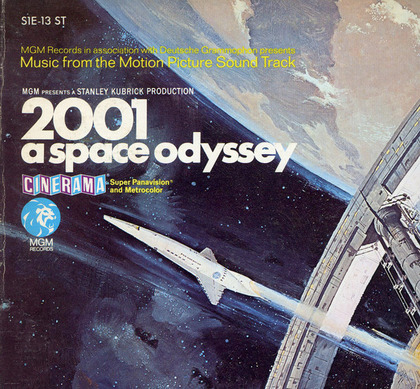 S1E-13 ST
MGM Records in association with Deutsche Grammophon presents
Music from the Motion Picture Sound Track
MGM PRESENTS A STANLEY KUBRICK PRODUCTION
2001
a space odyssey
CINERAMA® Super Panavision®
and Metrocolor
MGM
RECORDS